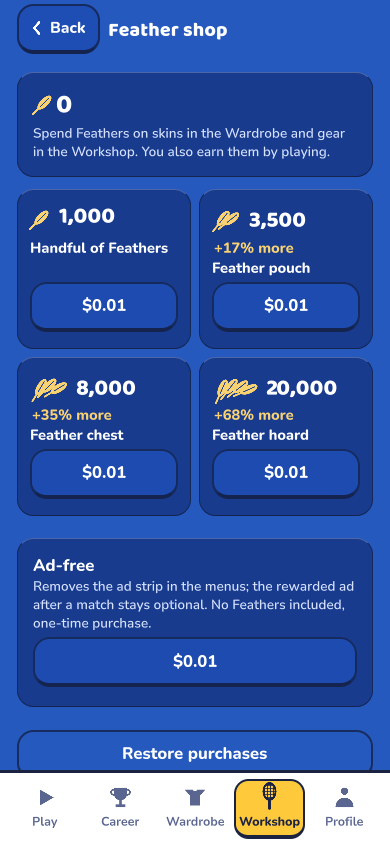 Back
Feather shop
0
Spend Feathers on skins in the Wardrobe and gear
in the Workshop. You also earn them by playing.
1,000
Handful of Feathers
$0.01
3,500
+17% more
Feather pouch
$0.01
8,000
+35% more
Feather chest
$0.01
20,000
+68% more
Feather hoard
$0.01
Ad-free
Removes the ad strip in the menus; the rewarded ad
after a match stays optional. No Feathers included,
one-time purchase.
$0.01
Restore purchases
Play
Career
Wardrobe
Workshop
Profile